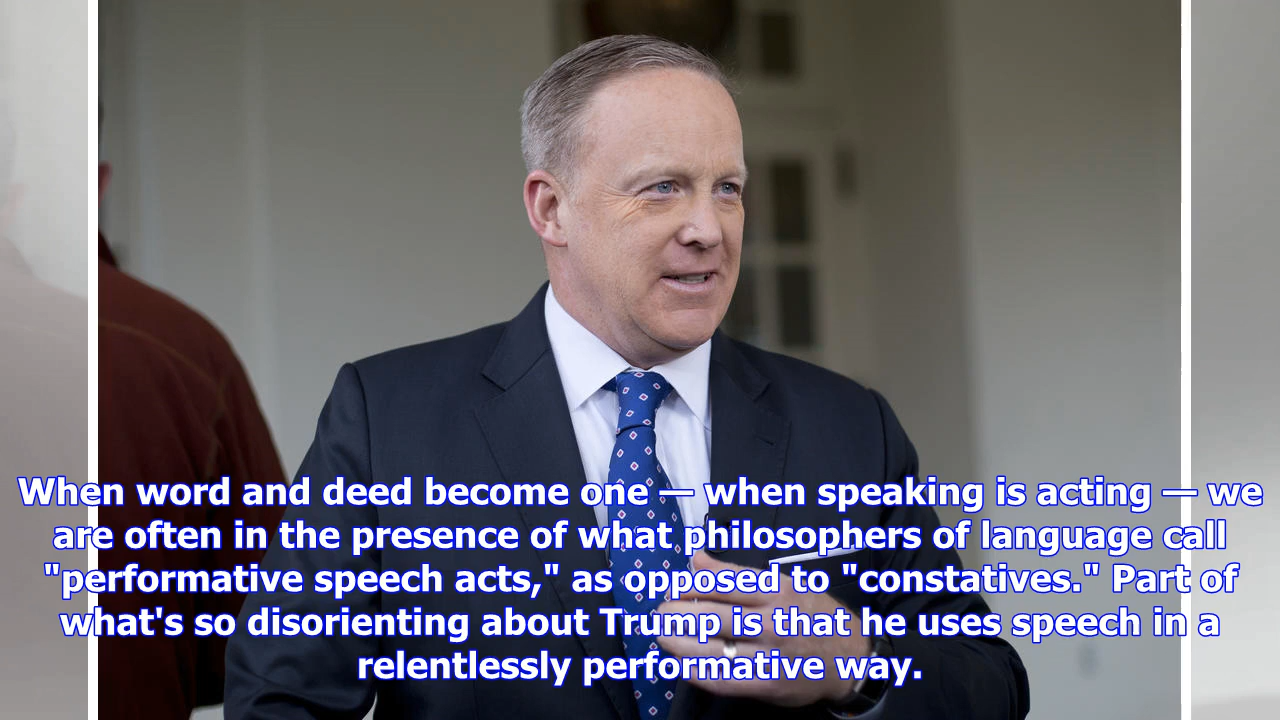 When word and deed become one — when speaking is acting — we
are often in the presence of what philosophers of language call
"performative speech acts," as opposed to "constatives." Part of
what's so disorienting about Trump is that he uses speech in a
relentlessly performative way.